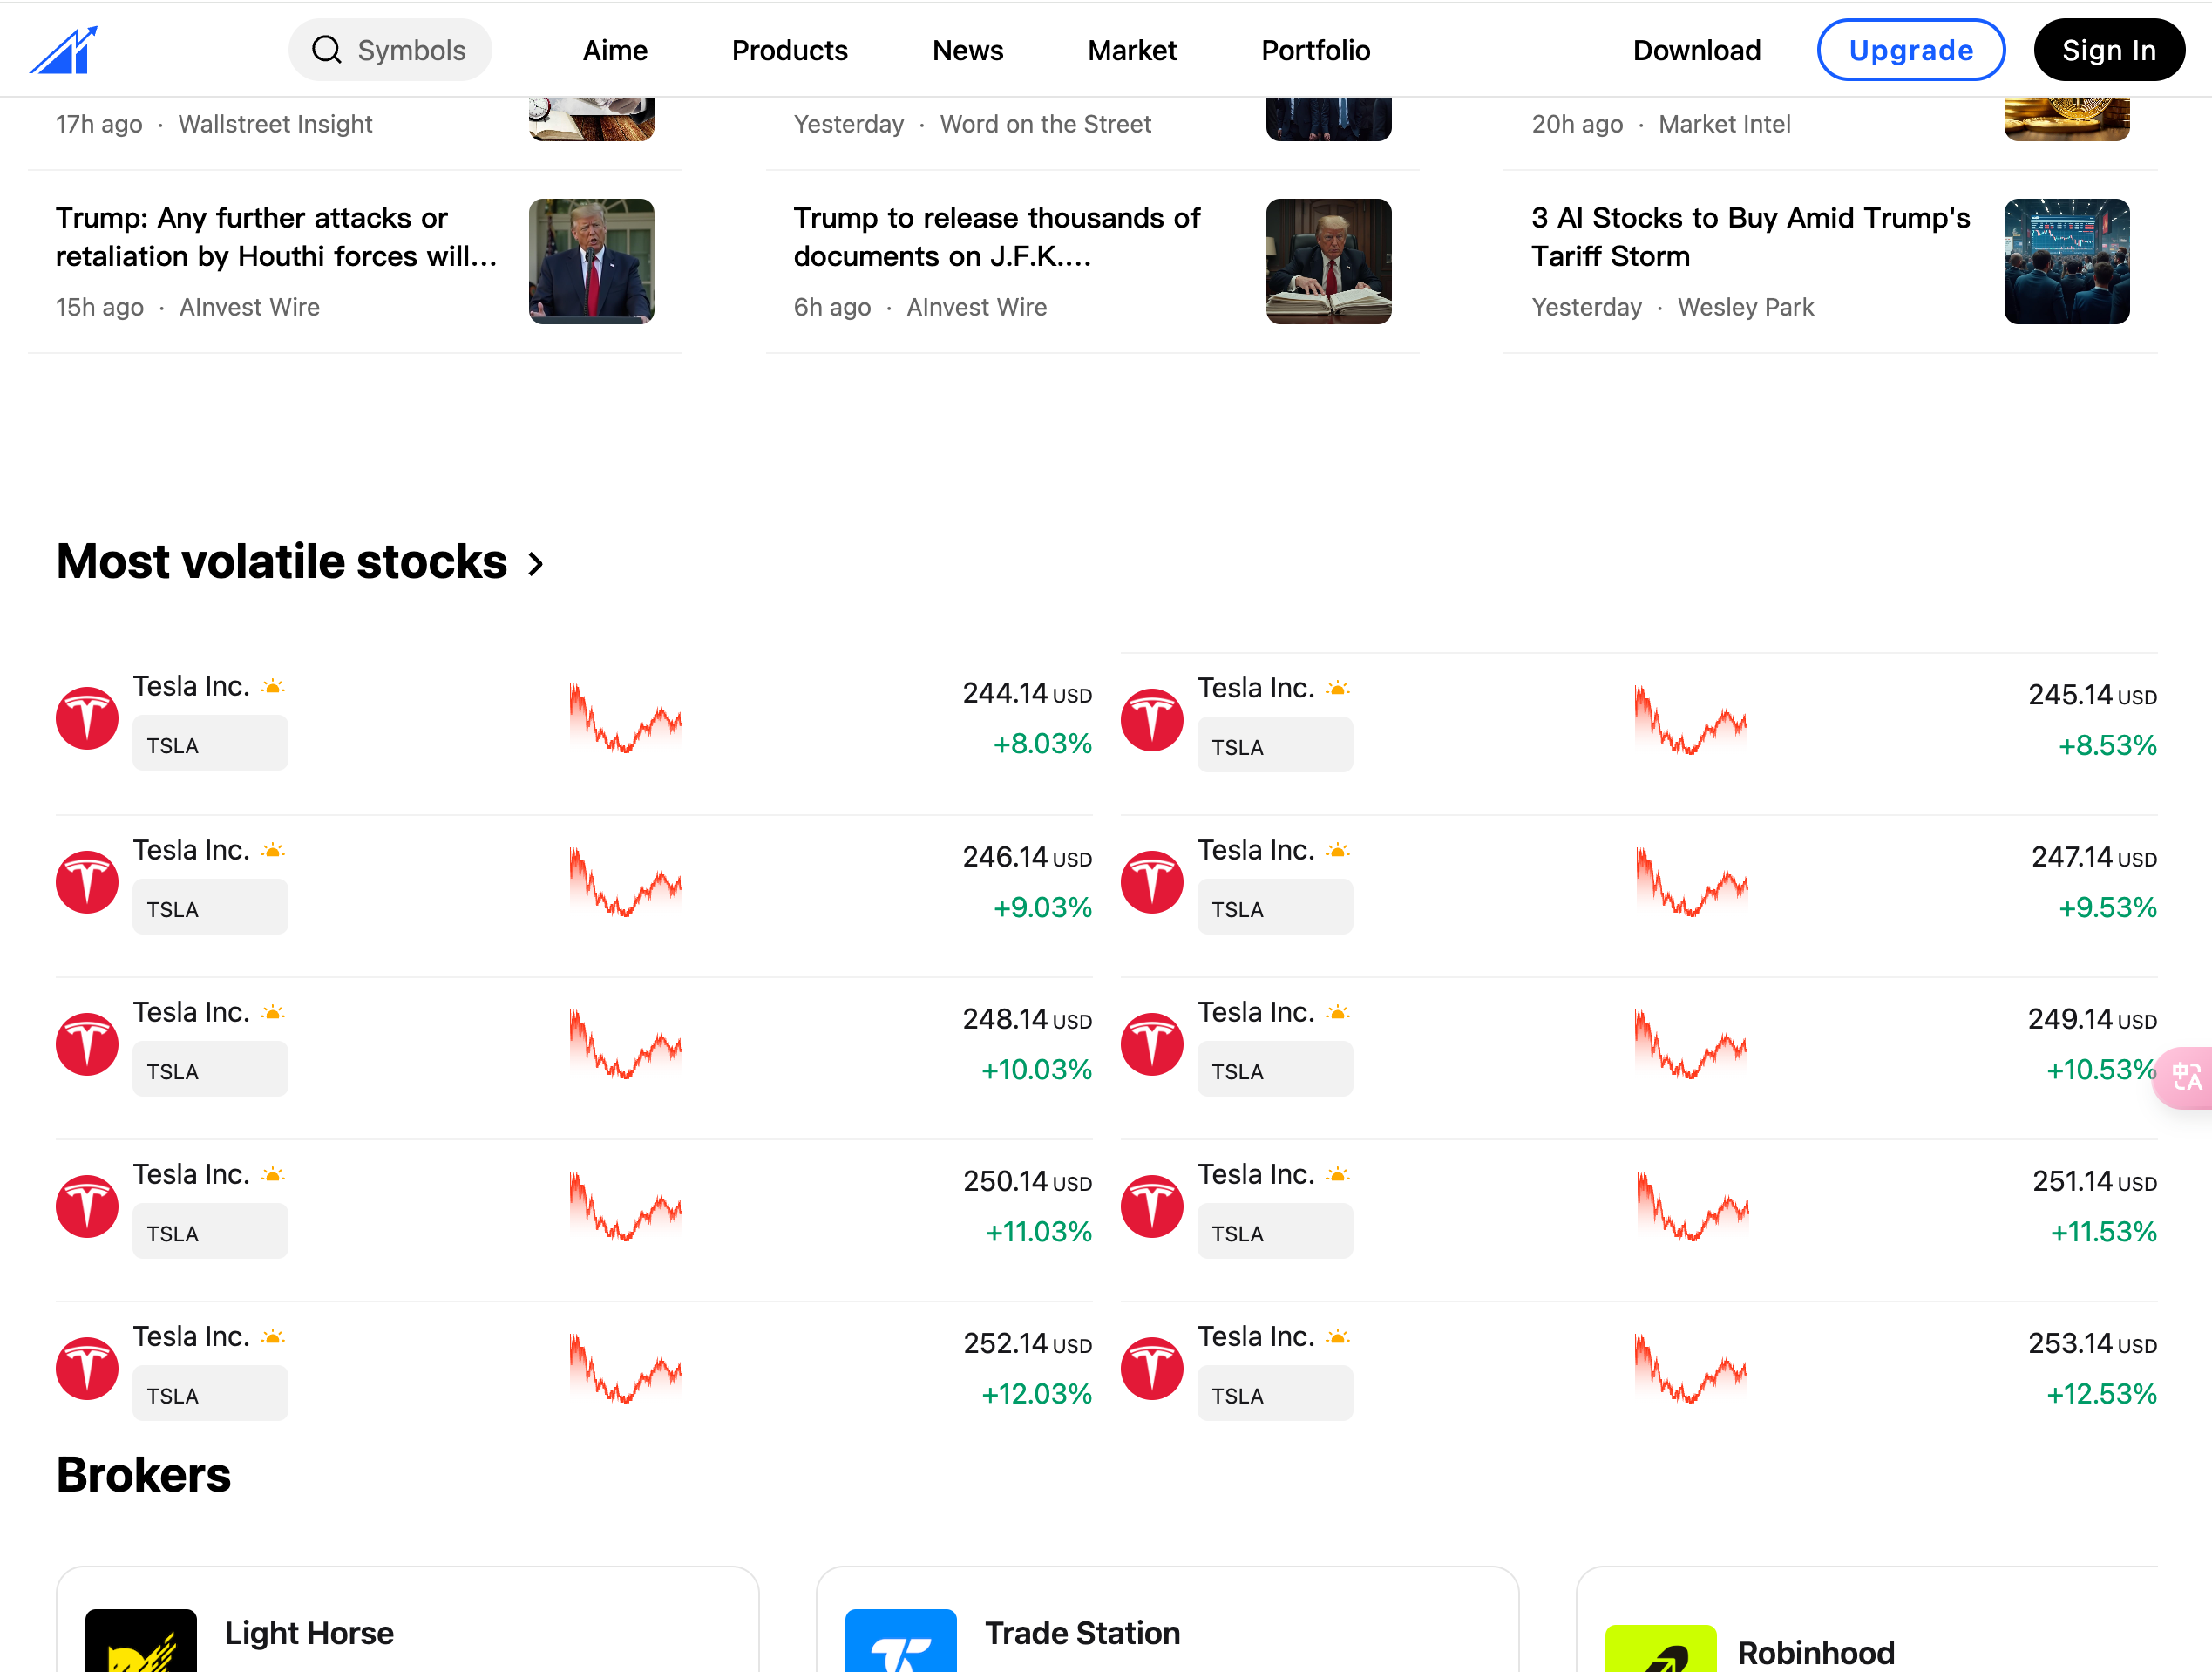 Symbols
Aime
Products
News
Market
Portfolio
Download
Upgrade
Sign In
17h ago · Wallstreet Insight
Yesterday · Word on the Street
20h ago · Market Intel
Trump: Any further attacks or
retaliation by Houthi forces will...
15h ago · AInvest Wire
Trump to release thousands of
documents on J.F.K....
6h ago · AInvest Wire
3 AI Stocks to Buy Amid Trump's
Tariff Storm
Yesterday · Wesley Park
Most volatile stocks >
Tesla Inc.
TSLA
244.14 USD
+8.03%
Tesla Inc.
TSLA
245.14 USD
+8.53%
Tesla Inc.
TSLA
246.14 USD
+9.03%
Tesla Inc.
TSLA
247.14 USD
+9.53%
Tesla Inc.
TSLA
248.14 USD
+10.03%
Tesla Inc.
TSLA
249.14 USD
+10.53%
中A
Tesla Inc.
TSLA
250.14 USD
+11.03%
Tesla Inc.
TSLA
251.14 USD
+11.53%
Tesla Inc.
TSLA
252.14 USD
+12.03%
Tesla Inc.
TSLA
253.14 USD
+12.53%
Brokers
Light Horse
Trade Station
Robinhood